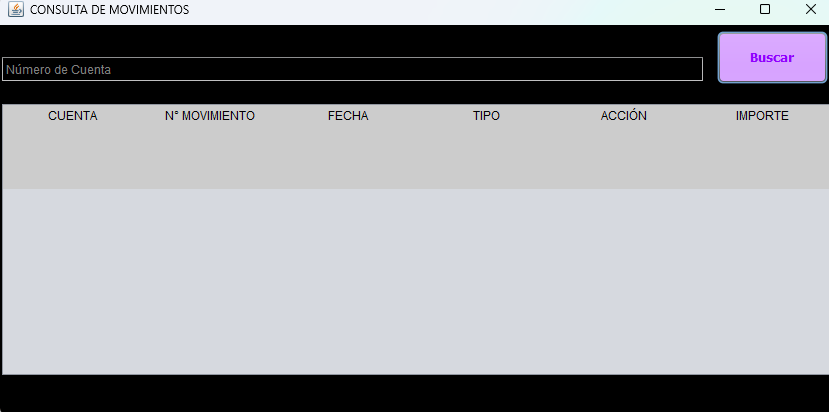 CONSULTA DE MOVIMIENTOS
Buscar
Número de Cuenta
CUENTA N° MOVIMIENTO FECHA TIPO ACCIÓN IMPORTE